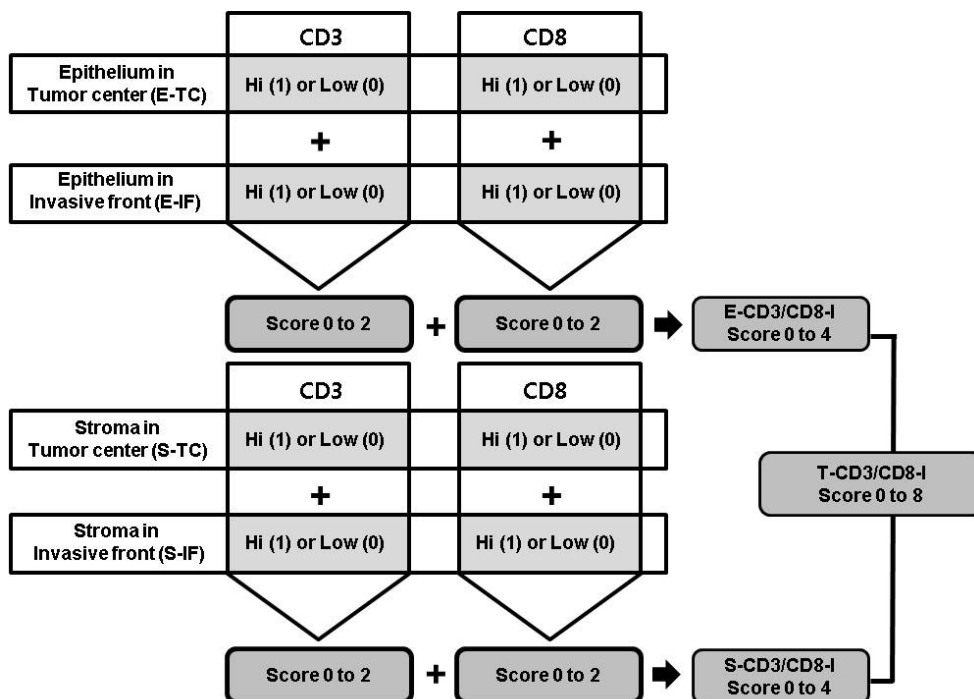 CD3
CD8
Epithelium in
Tumor center (E-TC)
Hi (1) or Low (0)
Hi (1) or Low (0)
+
+
Epithelium in
Invasive front (E-IF)
Hi (1) or Low (0)
Hi (1) or Low (0)
Score 0 to 2
+
Score 0 to 2
E-CD3/CD8-I
Score 0 to 4
CD3
CD8
Stroma in
Tumor center (S-TC)
Hi (1) or Low (0)
Hi (1) or Low (0)
T-CD3/CD8-I
Score 0 to 8
+
+
Stroma in
Invasive front (S-IF)
Hi (1) or Low (0)
Hi (1) or Low (0)
Score 0 to 2
+
Score 0 to 2
S-CD3/CD8-I
Score 0 to 4